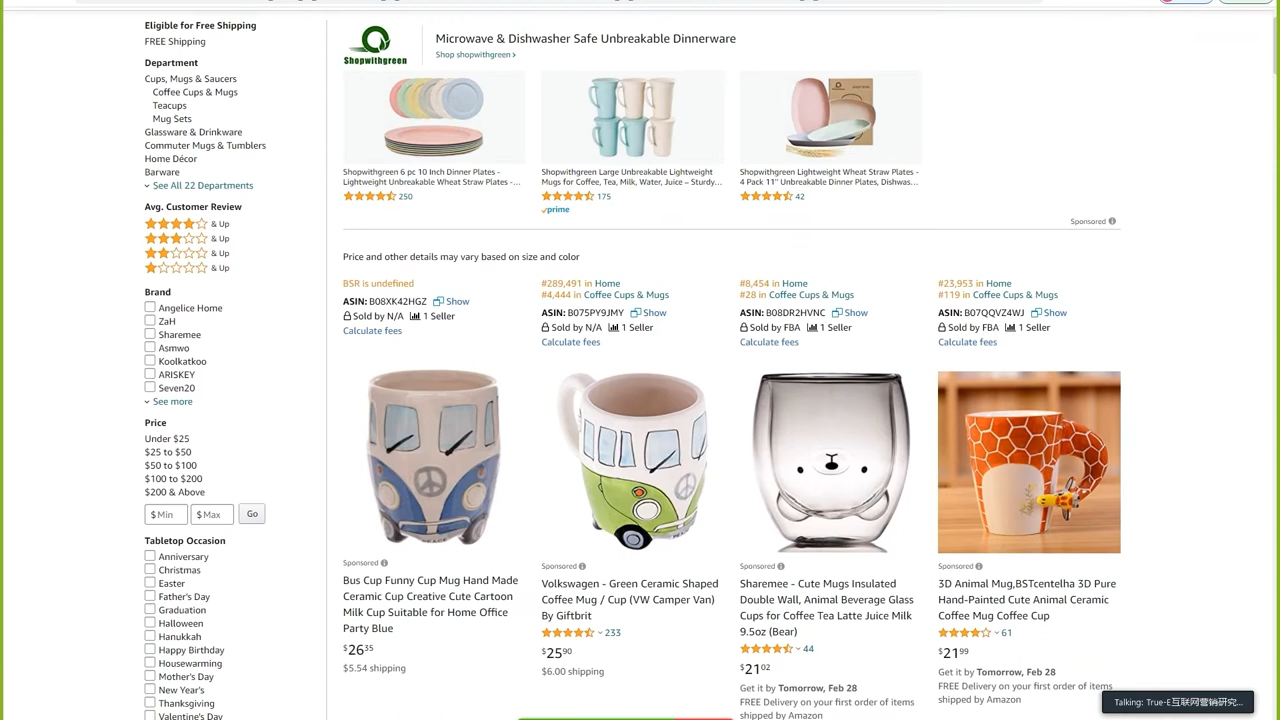 Eligible for Free Shipping
FREE Shipping
Department
Cups, Mugs & Saucers
Coffee Cups & Mugs
Teacups
Mug Sets
Glassware & Drinkware
Commuter Mugs & Tumblers
Home Décor
Barware
See All 22 Departments
Avg. Customer Review
& Up
& Up
& Up
& Up
Brand
Angelice Home
ZaH
Sharemee
Asmwo
Koolkatkoo
ARISKEY
Seven20
See more
Price
Under $25
$25 to $50
$50 to $100
$100 to $200
$200 & Above
$ Min $ Max Go
Tabletop Occasion
Anniversary
Christmas
Easter
Father's Day
Graduation
Halloween
Hanukkah
Happy Birthday
Housewarming
Mother's Day
New Year's
Thanksgiving
Valentine's Day
Shopwithgreen
Microwave & Dishwasher Safe Unbreakable Dinnerware
Shop shopwithgreen ›
Shopwithgreen 6 pc 10 Inch Dinner Plates -
Lightweight Unbreakable Wheat Straw Plates -...
250
Shopwithgreen Large Unbreakable Lightweight
Mugs for Coffee, Tea, Milk, Water, Juice – Sturdy...
175
prime
Shopwithgreen Lightweight Wheat Straw Plates -
4 Pack 11" Unbreakable Dinner Plates, Dishwas...
42
Sponsored
Price and other details may vary based on size and color
BSR is undefined
ASIN: B08XK42HGZ Show
Sold by N/A 1 Seller
Calculate fees
Sponsored
Bus Cup Funny Cup Mug Hand Made
Ceramic Cup Creative Cute Cartoon
Milk Cup Suitable for Home Office
Party Blue
$26 35
$5.54 shipping
#289,491 in Home
#4,444 in Coffee Cups & Mugs
ASIN: B075PY9JMY Show
Sold by N/A 1 Seller
Calculate fees
Sponsored
Volkswagen - Green Ceramic Shaped
Coffee Mug / Cup (VW Camper Van)
By Giftbrit
233
$25 90
$6.00 shipping
#8,454 in Home
#28 in Coffee Cups & Mugs
ASIN: B08DR2HVNC Show
Sold by FBA 1 Seller
Calculate fees
Sponsored
Sharemee - Cute Mugs Insulated
Double Wall, Animal Beverage Glass
Cups for Coffee Tea Latte Juice Milk
9.5oz (Bear)
44
$21 02
Get it by Tomorrow, Feb 28
FREE Delivery on your first order of items
shipped by Amazon
#23,953 in Home
#119 in Coffee Cups & Mugs
ASIN: B07QQVZ4WJ Show
Sold by FBA 1 Seller
Calculate fees
Sponsored
3D Animal Mug,BSTcentelha 3D Pure
Hand-Painted Cute Animal Ceramic
Coffee Mug Coffee Cup
61
$21 99
Get it by Tomorrow, Feb 28
FREE Delivery on your first order of items
shipped by Amazon
Talking: True-E互联网营销研究...